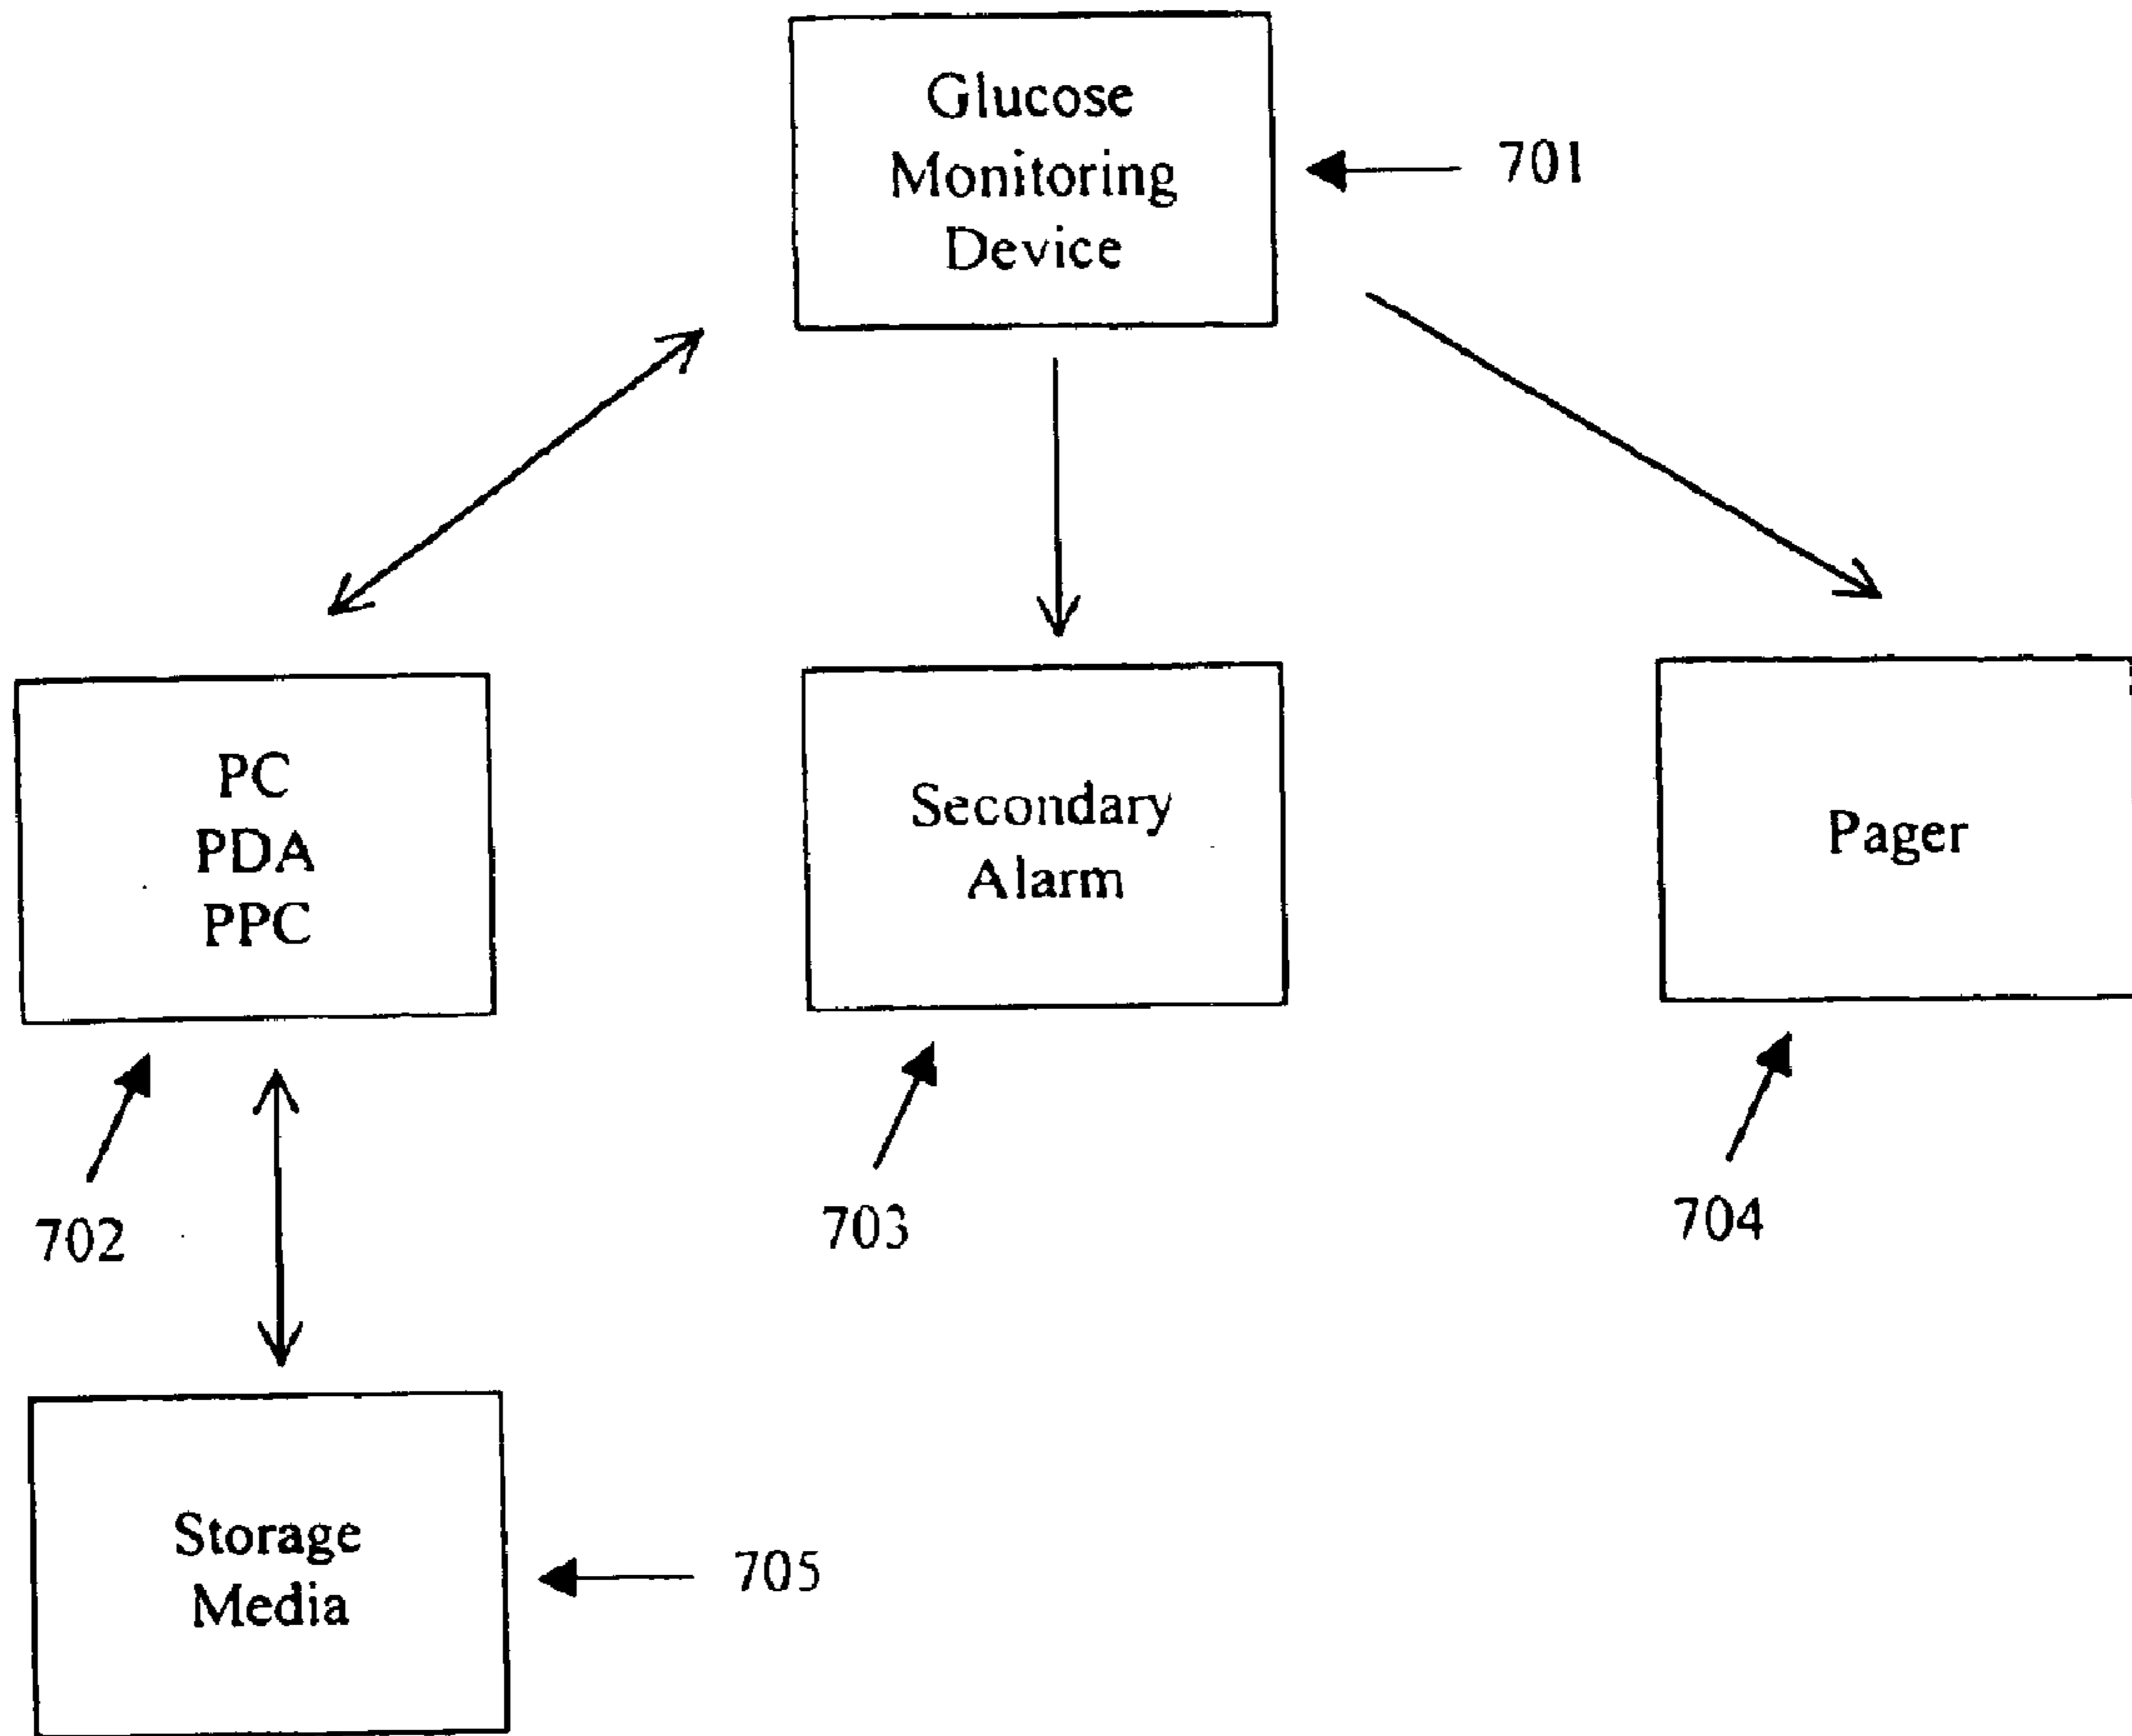 Glucose
Monitoring
Device
701
PC
PDA
PPC
Secondary
Alarm
Pager
702
703
704
Storage
Media
705